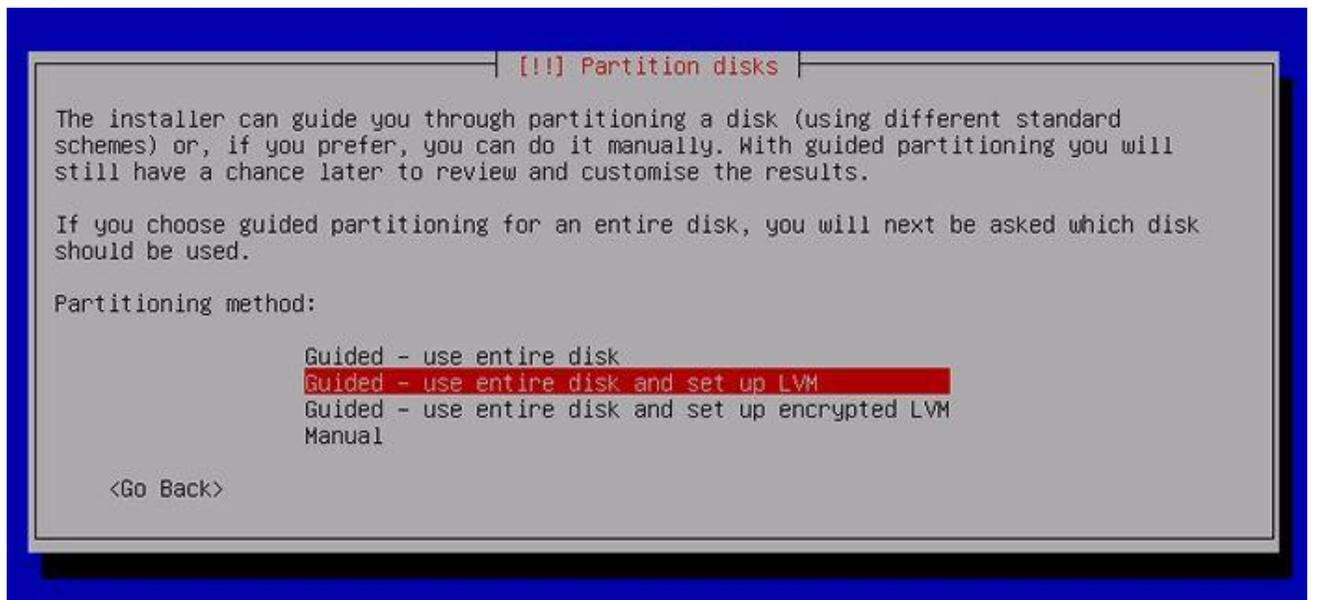 [!!] Partition disks
The installer can guide you through partitioning a disk (using different standard
schemes) or, if you prefer, you can do it manually. With guided partitioning you will
still have a chance later to review and customise the results.
If you choose guided partitioning for an entire disk, you will next be asked which disk
should be used.
Partitioning method:
Guided – use entire disk
Guided – use entire disk and set up LVM
Guided – use entire disk and set up encrypted LVM
Manual
<Go Back>